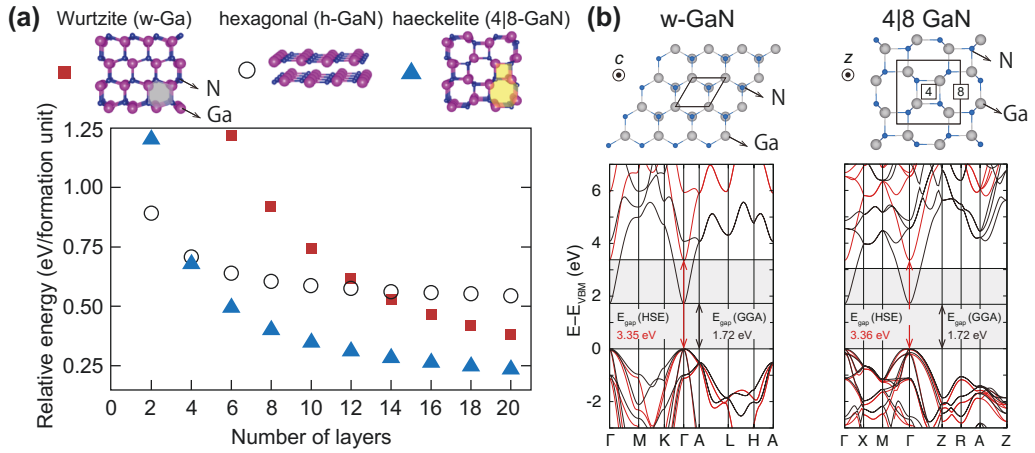 (a)
Wurtzite (w-Ga)
hexagonal (h-GaN)
haeckelite (4|8-GaN)
N
Ga
Relative energy (eV/formation unit)
1.25
1.00
0.75
0.50
0.25
0 2 4 6 8 10 12 14 16 18 20
Number of layers
(b)
w-GaN
4|8 GaN
c
N
Ga
z
4
8
N
Ga
E−E_VBM (eV)
6
4
2
0
-2
E_gap (HSE)
3.35 eV
E_gap (GGA)
1.72 eV
Γ M K Γ A L H A
E_gap (HSE)
3.36 eV
E_gap (GGA)
1.72 eV
Γ X M Γ Z R A Z